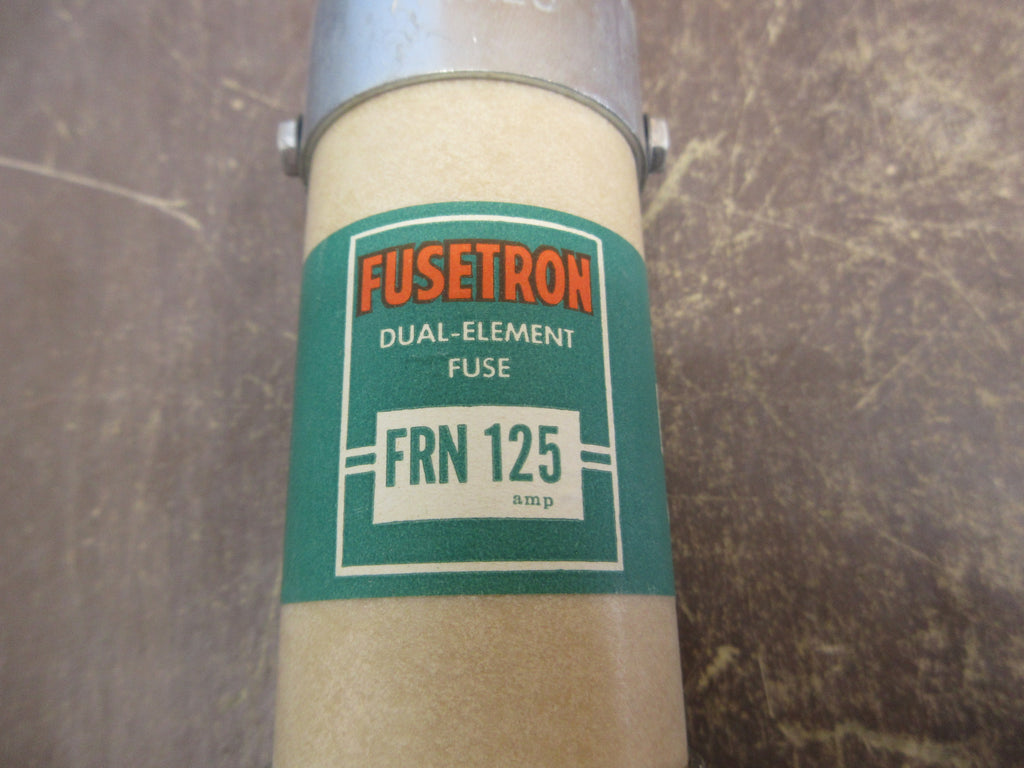 FUSETRON
DUAL-ELEMENT
FUSE
FRN 125
amp